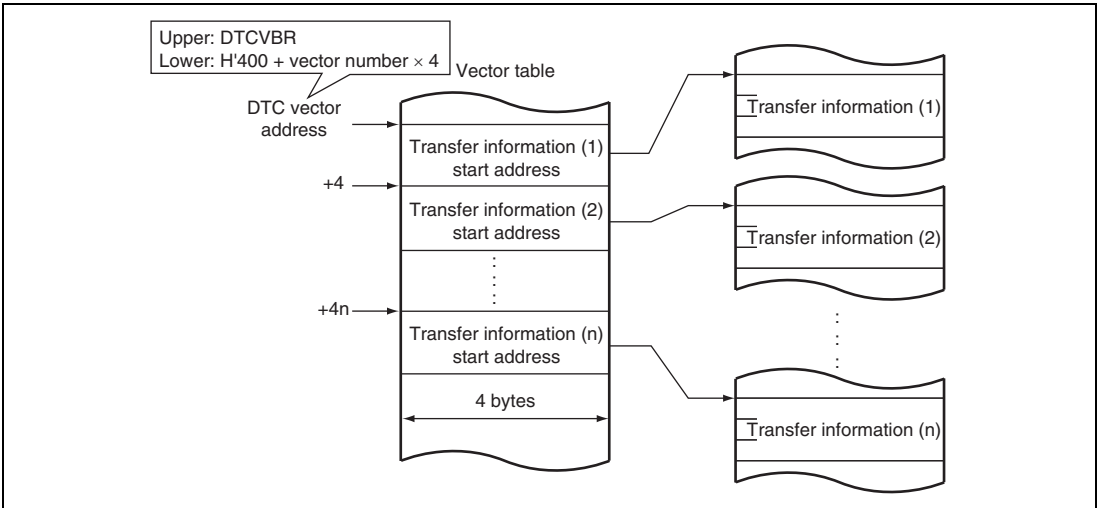 Upper: DTCVBR
Lower: H'400 + vector number × 4
Vector table
DTC vector
address
Transfer information (1)
start address
+4
Transfer information (2)
start address
+4n
Transfer information (n)
start address
4 bytes
Transfer information (1)
Transfer information (2)
Transfer information (n)